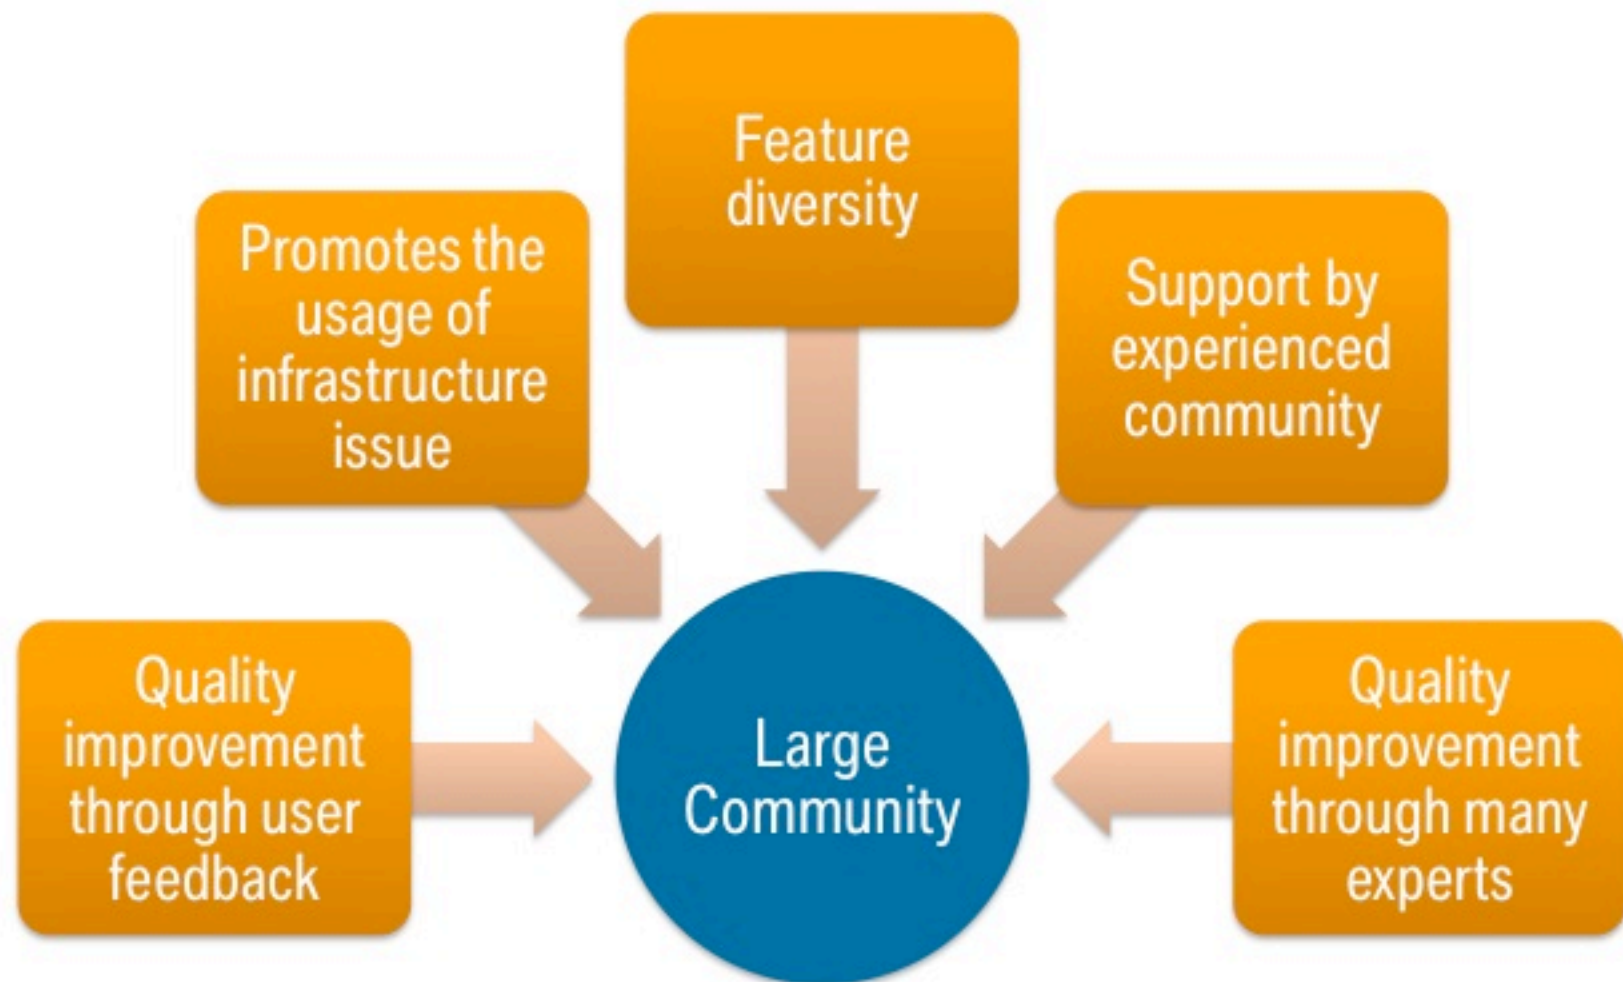 Feature
diversity
Promotes the
usage of
infrastructure
issue
Support by
experienced
community
Quality
improvement
through user
feedback
Large
Community
Quality
improvement
through many
experts